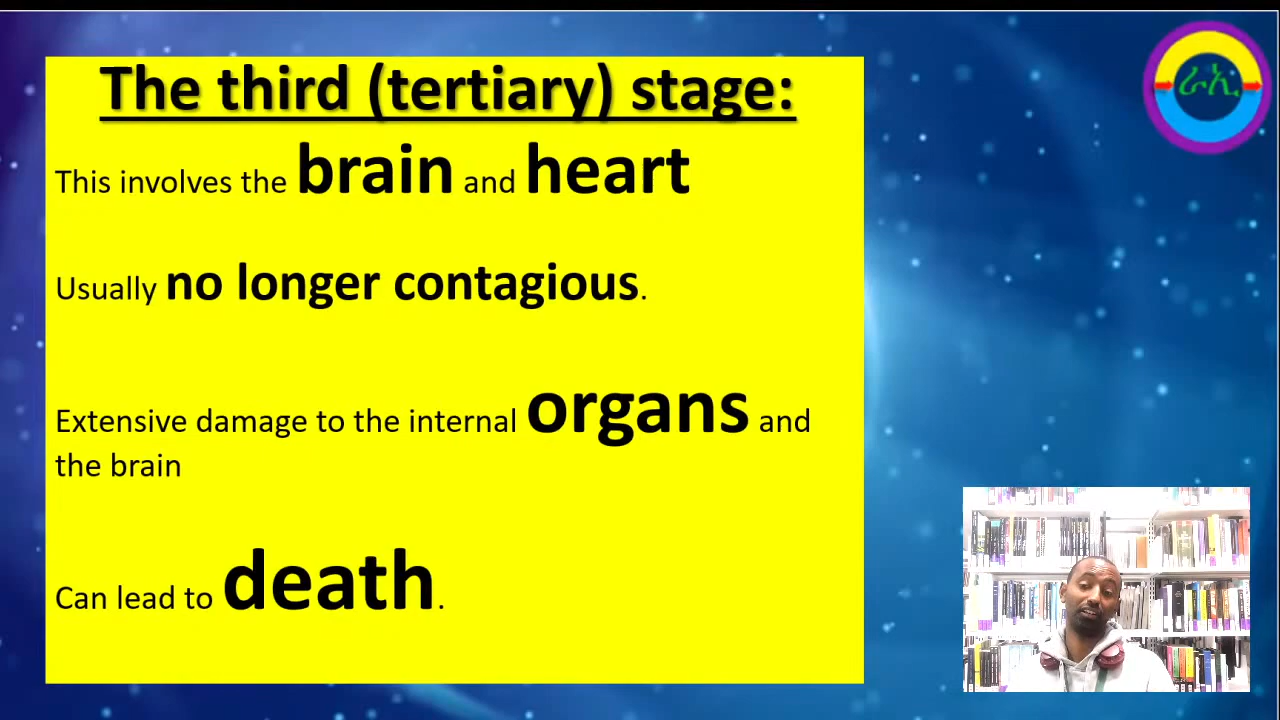 The third (tertiary) stage:
This involves the brain and heart
Usually no longer contagious.
Extensive damage to the internal organs and
the brain
Can lead to death.
ራኢ